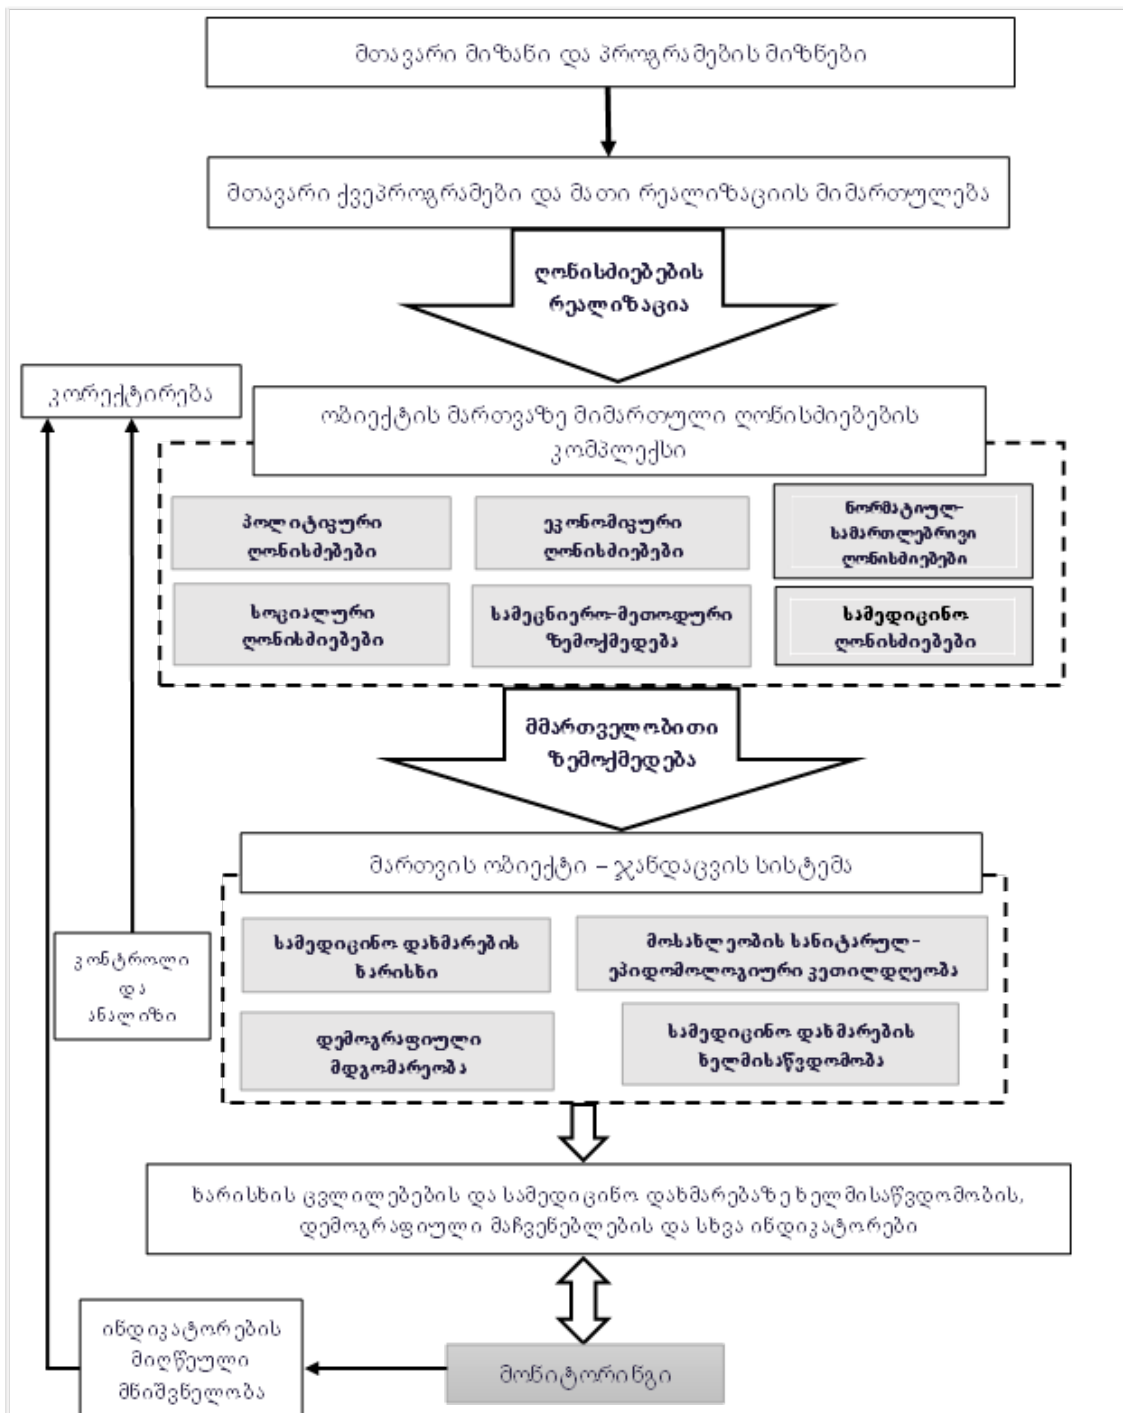 მთავარი მიზანი და პროგრამების მიზნები
მთავარი ქვეპროგრამები და მათი რეალიზაციის მიმართულება
ღონისძიებების
რეალიზაცია
კორექტირება
ობიექტის მართვაზე მიმართული ღონისძიებების
კომპლექსი
პოლიტიკური
ღონისმებები
ეკონომიკური
ღონისძიებები
ნორმატიულ-
სამართლებრივი
ღონისძიებები
სოციალური
ღონისძიებები
სამეცნიერო-მეთოდური
ზემოქმედება
სამედიცინო
ღონისძიებები
მმართველობითი
ზემოქმედება
მართვის ობიექტი – ჯანდაცვის სისტემა
სამედიცინო დახმარების
ხარისხი
მოსახლეობის სანიტარულ-
ეპიდომოლოგიური კეთილდღეობა
კონტროლი
და
ანალიზი
დემოგრაფიული
მდგომარეობა
სამედიცინო დახმარების
ხელმისაწვდომობა
ხარისხის ცვლილებების და სამედიცინო დახმარებაზე ხელმისაწვდომობის,
დემოგრაფიული მაჩვენებლების და სხვა ინდიკატორები
ინდიკატორების
მიღწეული
მნიშვნელობა
მონიტორინგი